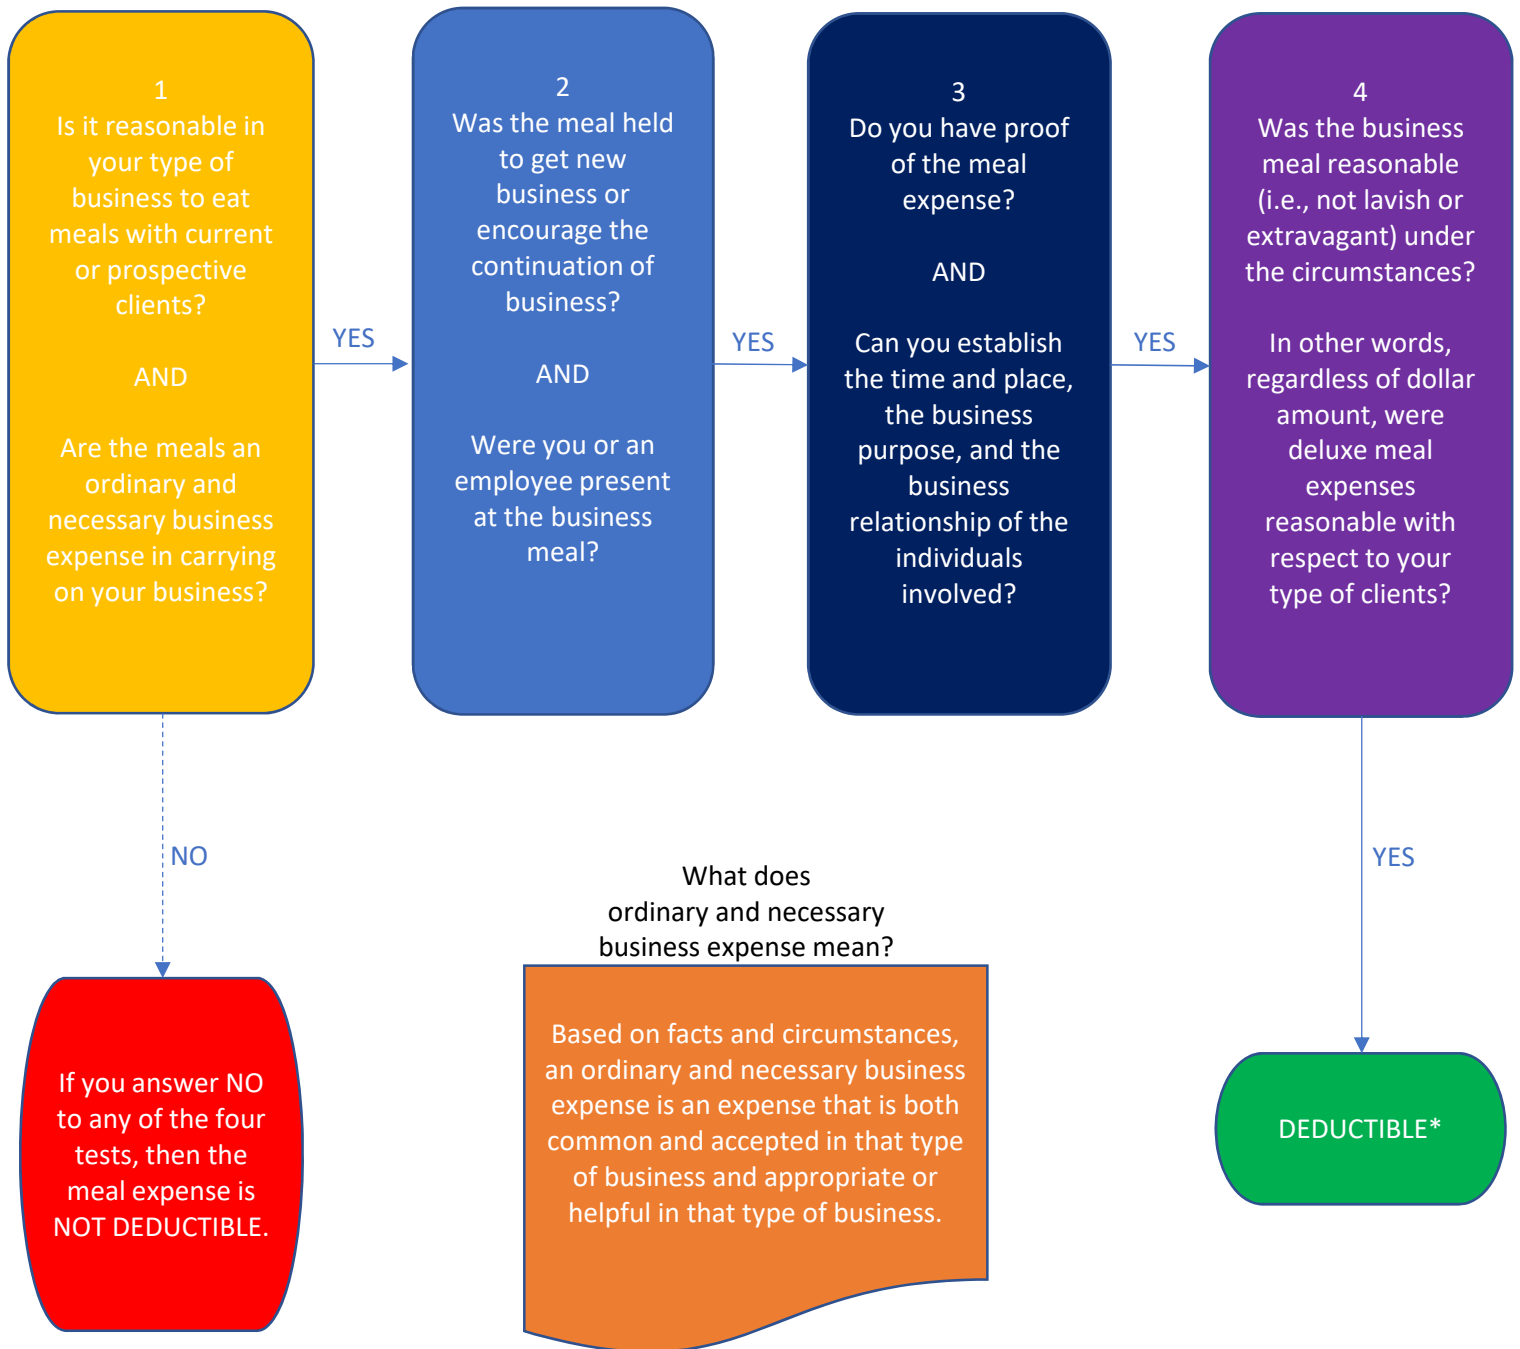 1
Is it reasonable in
your type of
business to eat
meals with current
or prospective
clients?
AND
Are the meals an
ordinary and
necessary business
expense in carrying
on your business?
YES
2
Was the meal held
to get new
business or
encourage the
continuation of
business?
AND
Were you or an
employee present
at the business
meal?
YES
3
Do you have proof
of the meal
expense?
AND
Can you establish
the time and place,
the business
purpose, and the
business
relationship of the
individuals
involved?
YES
4
Was the business
meal reasonable
(i.e., not lavish or
extravagant) under
the circumstances?
In other words,
regardless of dollar
amount, were
deluxe meal
expenses
reasonable with
respect to your
type of clients?
NO
YES
If you answer NO
to any of the four
tests, then the
meal expense is
NOT DEDUCTIBLE.
What does
ordinary and necessary
business expense mean?
Based on facts and circumstances,
an ordinary and necessary business
expense is an expense that is both
common and accepted in that type
of business and appropriate or
helpful in that type of business.
DEDUCTIBLE*